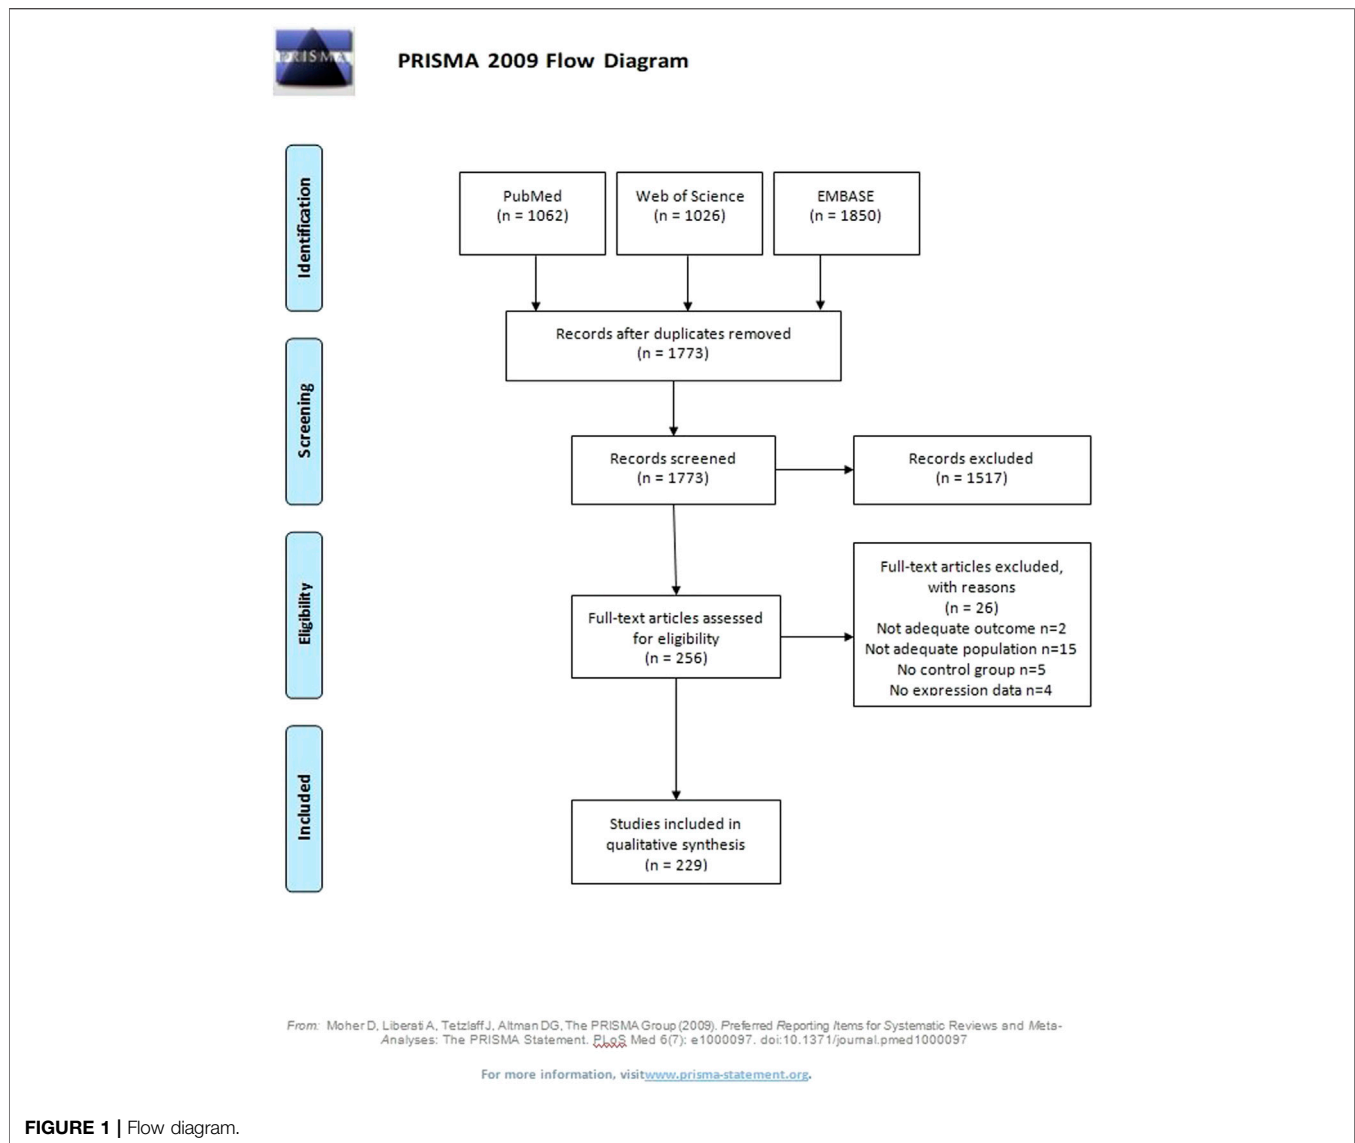 PRISMA
PRISMA 2009 Flow Diagram
Identification
PubMed
(n = 1062)
Web of Science
(n = 1026)
EMBASE
(n = 1850)
Records after duplicates removed
(n = 1773)
Screening
Records screened
(n = 1773)
Records excluded
(n = 1517)
Eligibility
Full-text articles assessed
for eligibility
(n = 256)
Full-text articles excluded,
with reasons
(n = 26)
Not adequate outcome n=2
Not adequate population n=15
No control group n=5
No expression data n=4
Included
Studies included in
qualitative synthesis
(n = 229)
From: Moher D, Liberati A, Tetzlaff J, Altman DG, The PRISMA Group (2009). Preferred Reporting Items for Systematic Reviews and Meta-
Analyses: The PRISMA Statement. PLoS Med 6(7): e1000097. doi:10.1371/journal.pmed1000097
For more information, visitwww.prisma-statement.org.
FIGURE 1 | Flow diagram.